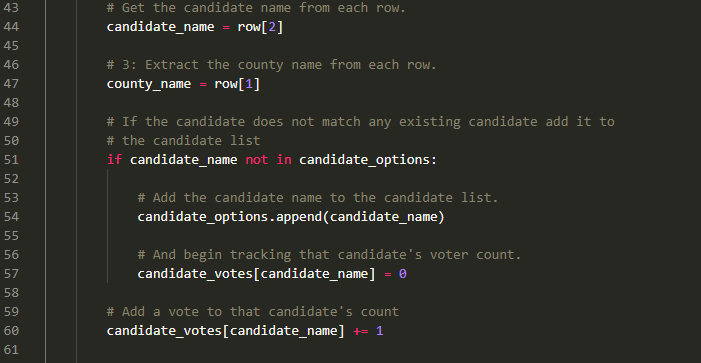 43 # Get the candidate name from each row.
44 candidate_name = row[2]
45
46 # 3: Extract the county name from each row.
47 county_name = row[1]
48
49 # If the candidate does not match any existing candidate add it to
50 # the candidate list
51 if candidate_name not in candidate_options:
52
53 # Add the candidate name to the candidate list.
54 candidate_options.append(candidate_name)
55
56 # And begin tracking that candidate's voter count.
57 candidate_votes[candidate_name] = 0
58
59 # Add a vote to that candidate's count
60 candidate_votes[candidate_name] += 1
61